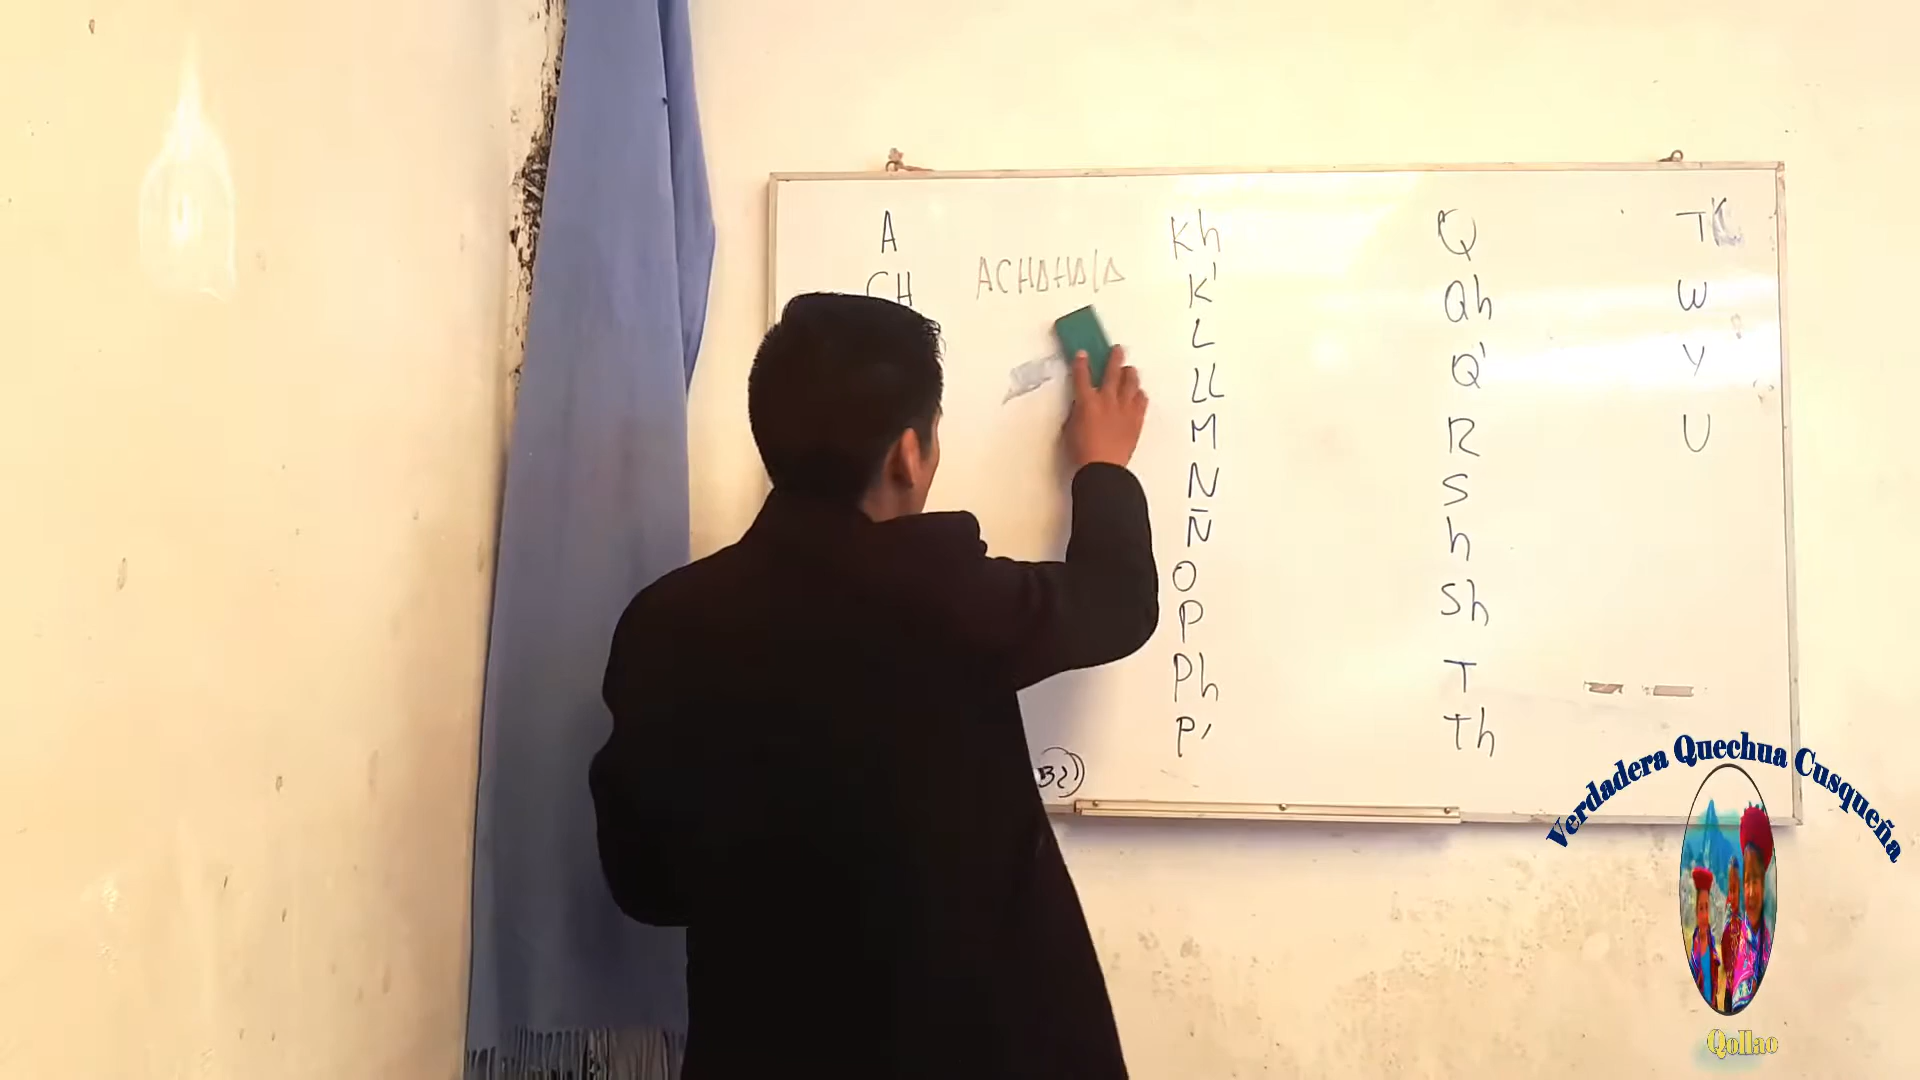 A
CH
ACHAHALA
Kh
K'
L
LL
M
N
Ñ
O
P
Ph
P'
Q
Qh
Q'
R
S
h
Sh
T
Th
W
Y
U
Verdadera Quechua Cusqueña
Qollao